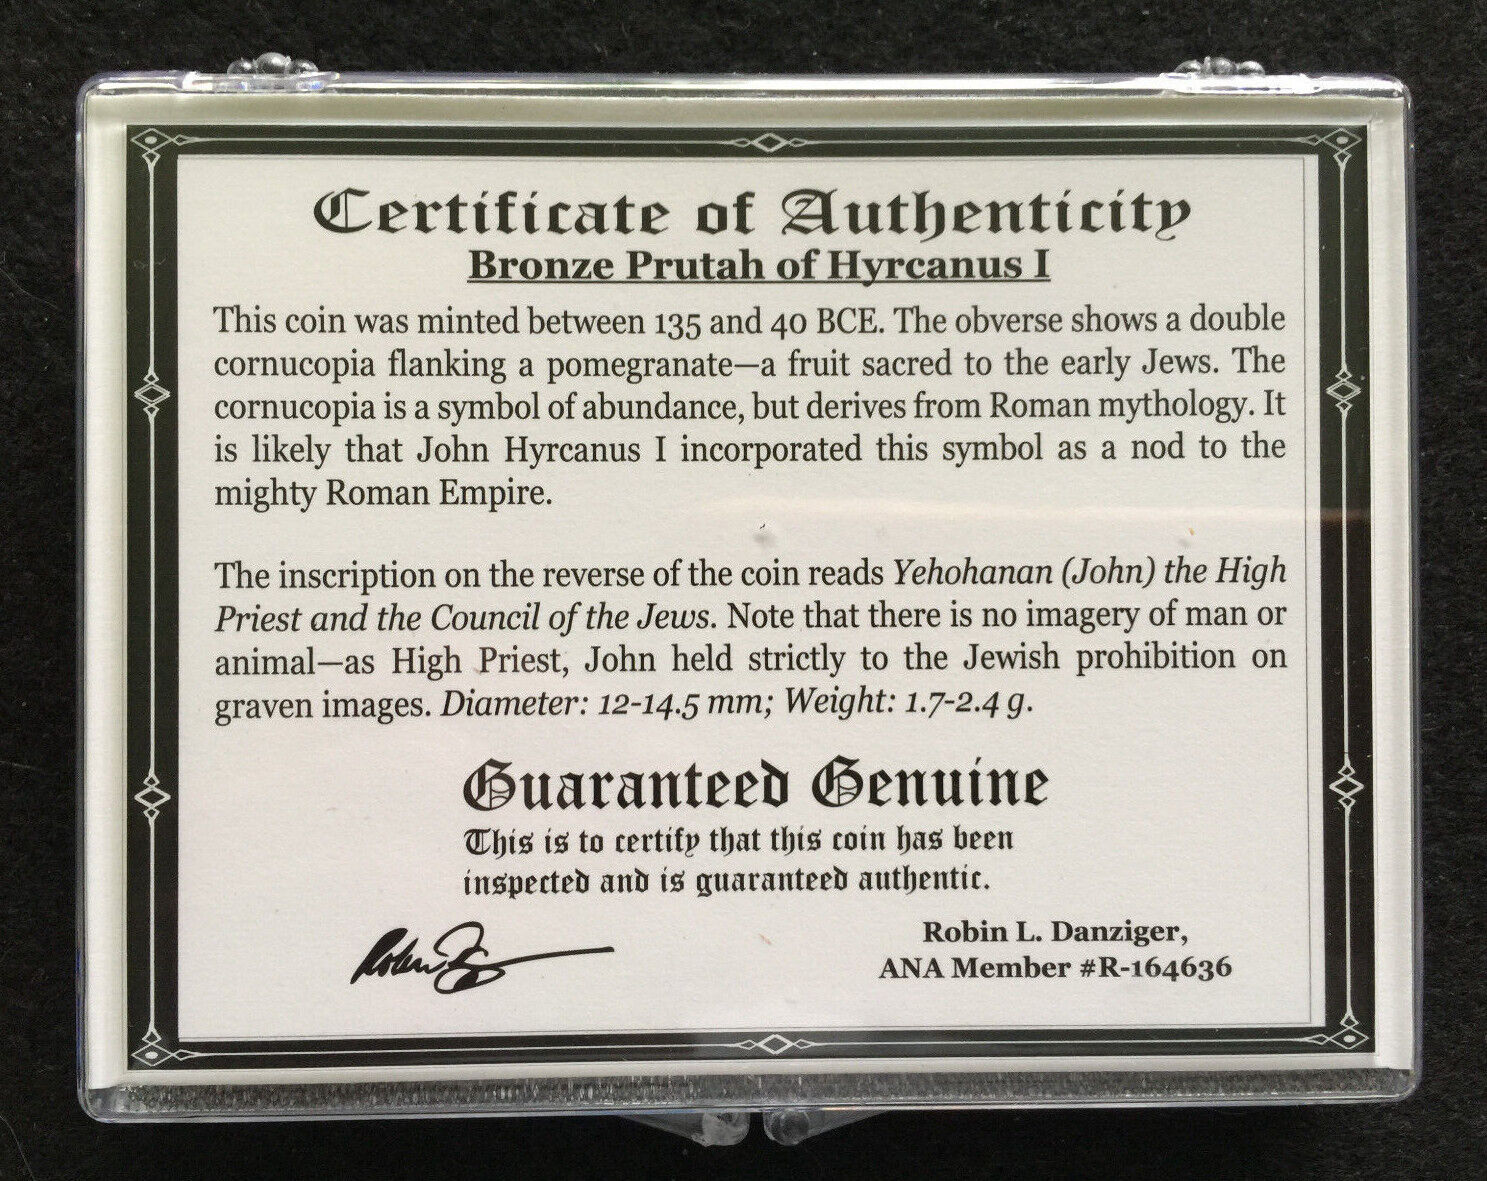 Certificate of Authenticity
Bronze Prutah of Hyrcanus I
This coin was minted between 135 and 40 BCE. The obverse shows a double
cornucopia flanking a pomegranate—a fruit sacred to the early Jews. The
cornucopia is a symbol of abundance, but derives from Roman mythology. It
is likely that John Hyrcanus I incorporated this symbol as a nod to the
mighty Roman Empire.
The inscription on the reverse of the coin reads Yehohanan (John) the High
Priest and the Council of the Jews. Note that there is no imagery of man or
animal—as High Priest, John held strictly to the Jewish prohibition on
graven images. Diameter: 12-14.5 mm; Weight: 1.7-2.4 g.
Guaranteed Genuine
This is to certify that this coin has been
inspected and is guaranteed authentic.
Robin L. Danziger,
ANA Member #R-164636